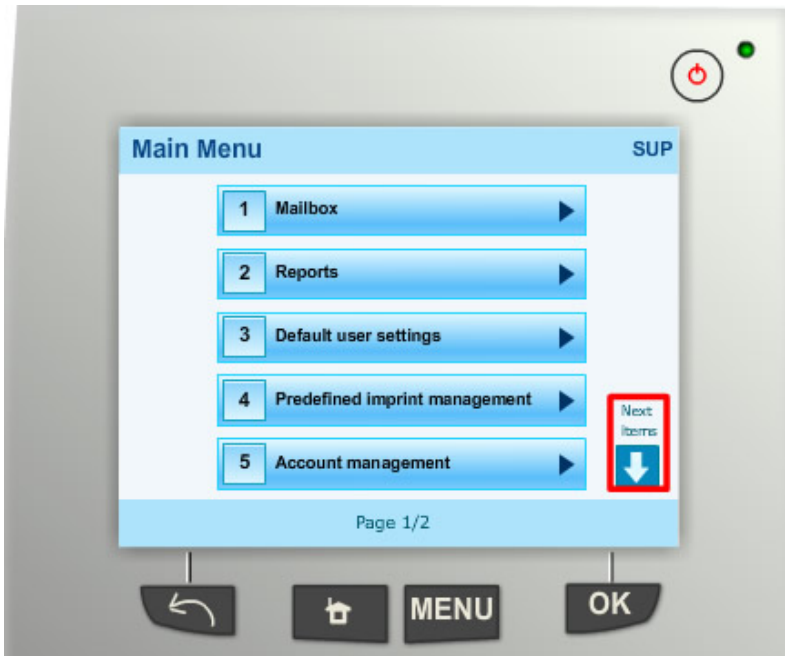 Main Menu SUP
1 Mailbox
2 Reports
3 Default user settings
4 Predefined imprint management
Next
Items
5 Account management
Page 1/2
MENU
OK